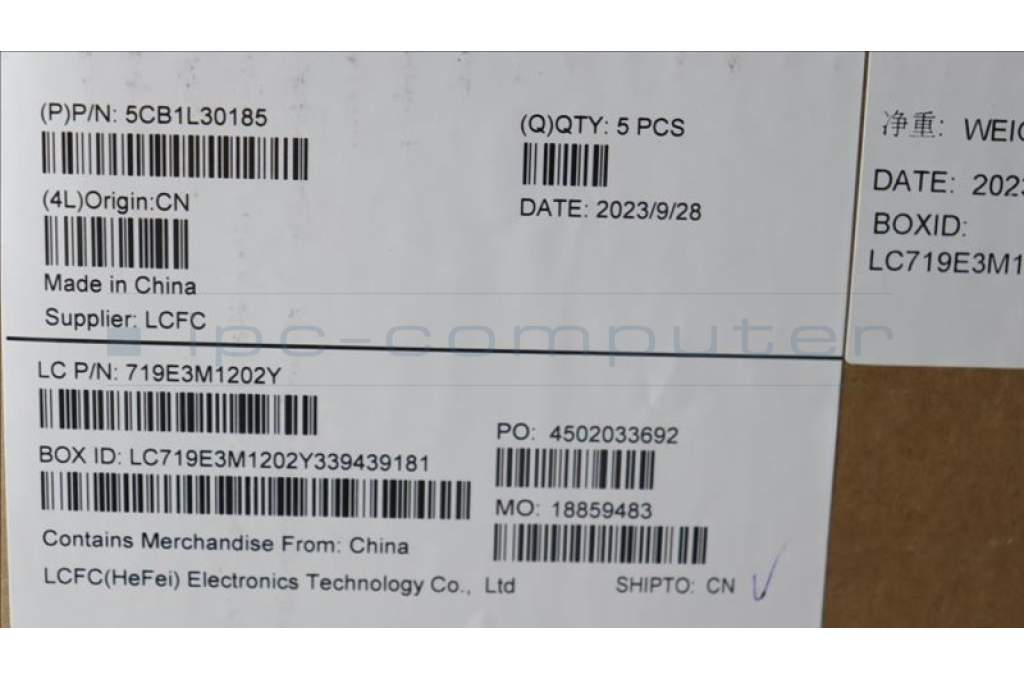 (P)P/N: 5CB1L30185
(Q)QTY: 5 PCS
(4L)Origin:CN
DATE: 2023/9/28
Made in China
Supplier: LCFC
ipc-computer
LC P/N: 719E3M1202Y
PO: 4502033692
BOX ID: LC719E3M1202Y339439181
MO: 18859483
Contains Merchandise From: China
LCFC(HeFei) Electronics Technology Co., Ltd
SHIPTO: CN
净重:
DATE: 202
BOXID:
LC719E3M1